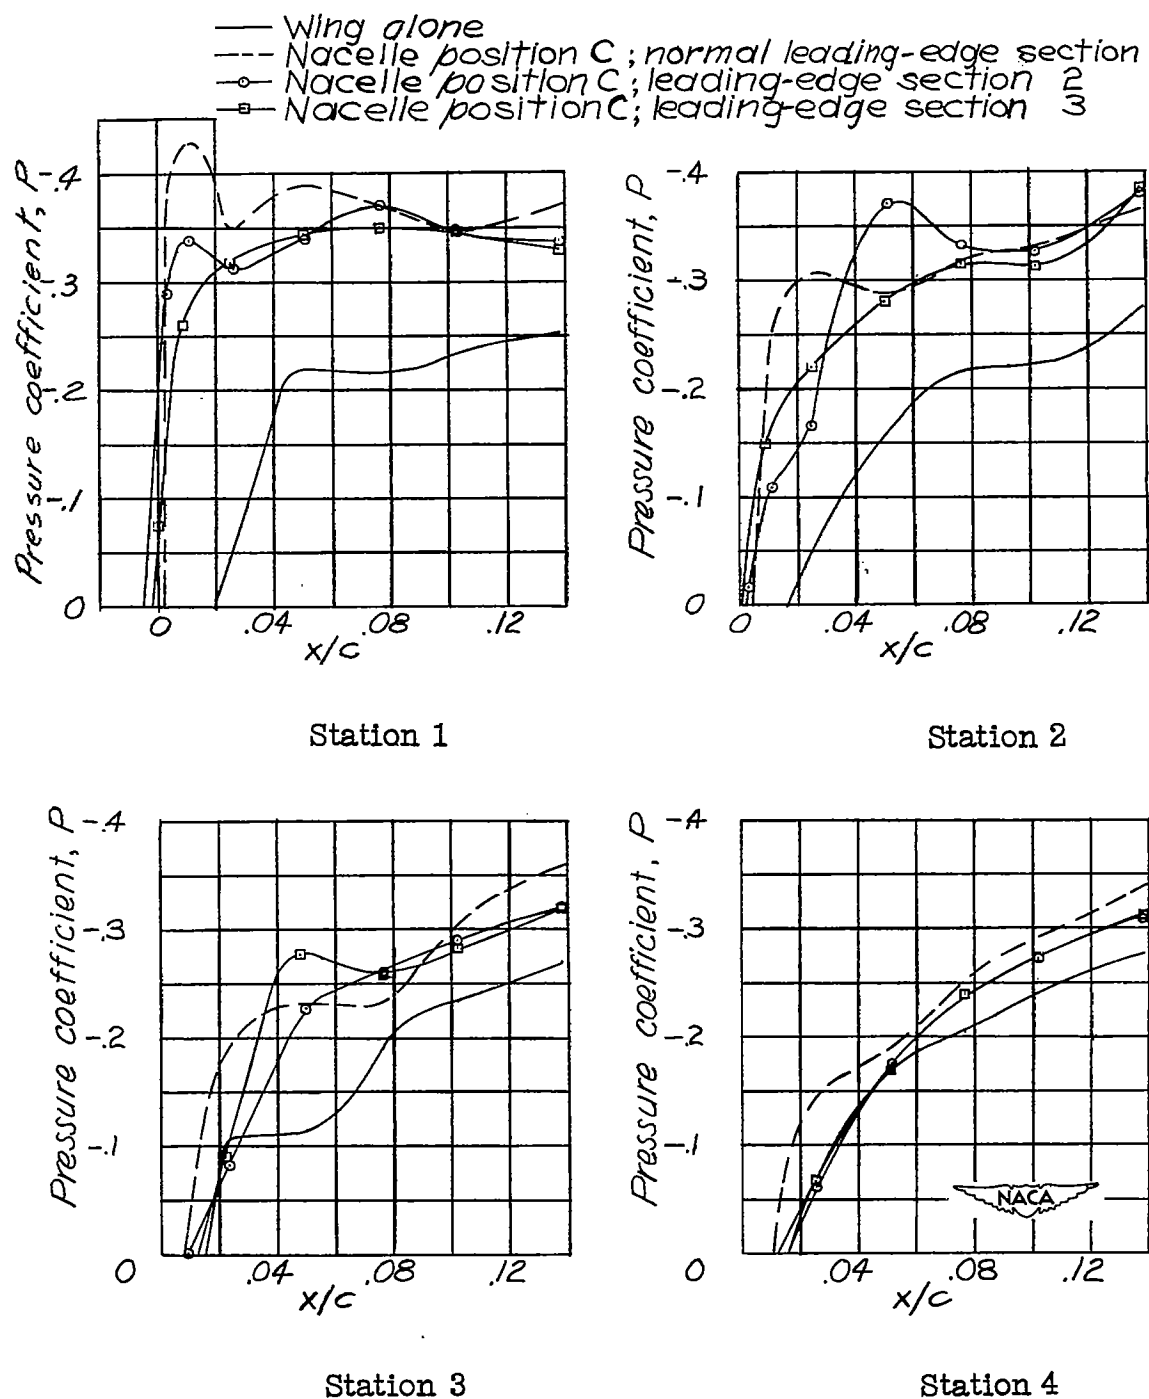 Wing alone
Nacelle position C; normal leading-edge section
Nacelle position C; leading-edge section 2
Nacelle position C; leading-edge section 3
Pressure coefficient, P
-.4
-.3
-.2
-.1
0
0 .04 .08 .12
x/c
Station 1
Pressure coefficient, P
-.4
-.3
-.2
-.1
0
0 .04 .08 .12
x/c
Station 2
Pressure coefficient, P
-.4
-.3
-.2
-.1
0 .04 .08 .12
x/c
Station 3
Pressure coefficient, P
-.4
-.3
-.2
-.1
NACA
0 .04 .08 .12
x/c
Station 4